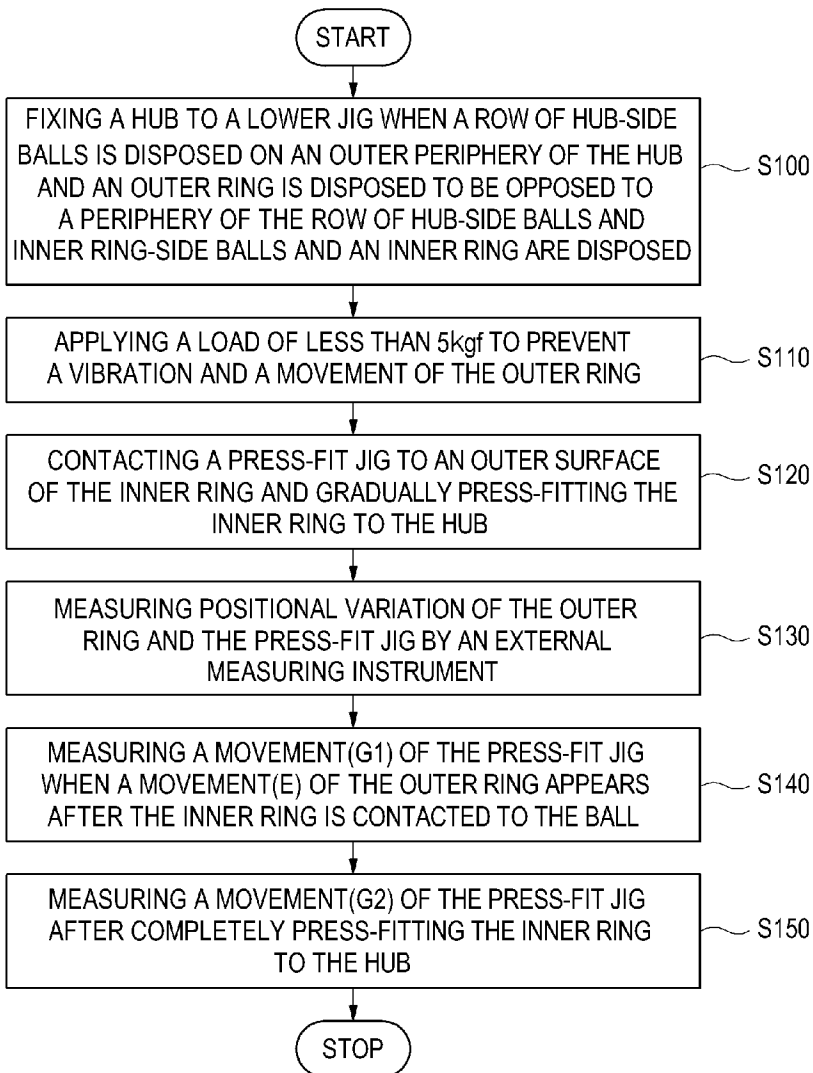 START
FIXING A HUB TO A LOWER JIG WHEN A ROW OF HUB-SIDE
BALLS IS DISPOSED ON AN OUTER PERIPHERY OF THE HUB
AND AN OUTER RING IS DISPOSED TO BE OPPOSED TO
A PERIPHERY OF THE ROW OF HUB-SIDE BALLS AND
INNER RING-SIDE BALLS AND AN INNER RING ARE DISPOSED
S100
APPLYING A LOAD OF LESS THAN 5kgf TO PREVENT
A VIBRATION AND A MOVEMENT OF THE OUTER RING
S110
CONTACTING A PRESS-FIT JIG TO AN OUTER SURFACE
OF THE INNER RING AND GRADUALLY PRESS-FITTING THE
INNER RING TO THE HUB
S120
MEASURING POSITIONAL VARIATION OF THE OUTER
RING AND THE PRESS-FIT JIG BY AN EXTERNAL
MEASURING INSTRUMENT
S130
MEASURING A MOVEMENT(G1) OF THE PRESS-FIT JIG
WHEN A MOVEMENT(E) OF THE OUTER RING APPEARS
AFTER THE INNER RING IS CONTACTED TO THE BALL
S140
MEASURING A MOVEMENT(G2) OF THE PRESS-FIT JIG
AFTER COMPLETELY PRESS-FITTING THE INNER RING
TO THE HUB
S150
STOP